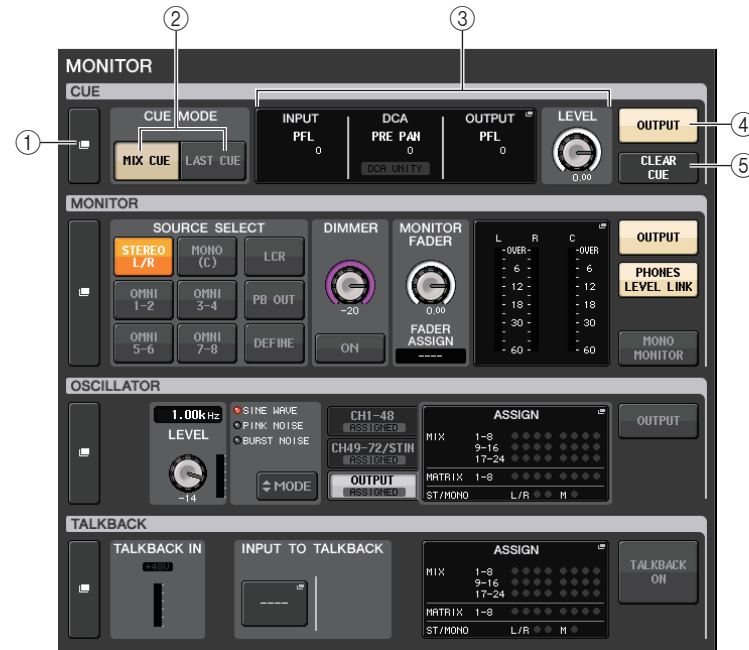 ① ② ③ ④ ⑤
MONITOR
CUE
CUE MODE
MIX CUE
LAST CUE
INPUT
PFL
0
DCA
PRE PAN
0
DCA UNITY
OUTPUT
PFL
0
LEVEL
0.00
OUTPUT
CLEAR
CUE
MONITOR
SOURCE SELECT
STEREO
L/R
MONO
(C)
LCR
OMNI
1-2
OMNI
3-4
PB OUT
OMNI
5-6
OMNI
7-8
DEFINE
DIMMER
-20
ON
MONITOR
FADER
0.00
FADER
ASSIGN
----
L R C
-OVER- -OVER
- 6 - - 6
- 12 - - 12
- 18 - - 18
- 30 - - 30
- 60 - - 60
OUTPUT
PHONES
LEVEL LINK
MONO
MONITOR
OSCILLATOR
1.00kHz
LEVEL
-14
SINE WAVE
PINK NOISE
BURST NOISE
MODE
CH1-48
ASSIGNED
CH49-72/STIN
ASSIGNED
OUTPUT
ASSIGNED
ASSIGN
MIX 1-8
9-16
17-24
MATRIX 1-8
ST/MONO L/R M
OUTPUT
TALKBACK
TALKBACK IN
+48V
INPUT TO TALKBACK
----
ASSIGN
MIX 1-8
9-16
17-24
MATRIX 1-8
ST/MONO L/R M
TALKBACK
ON